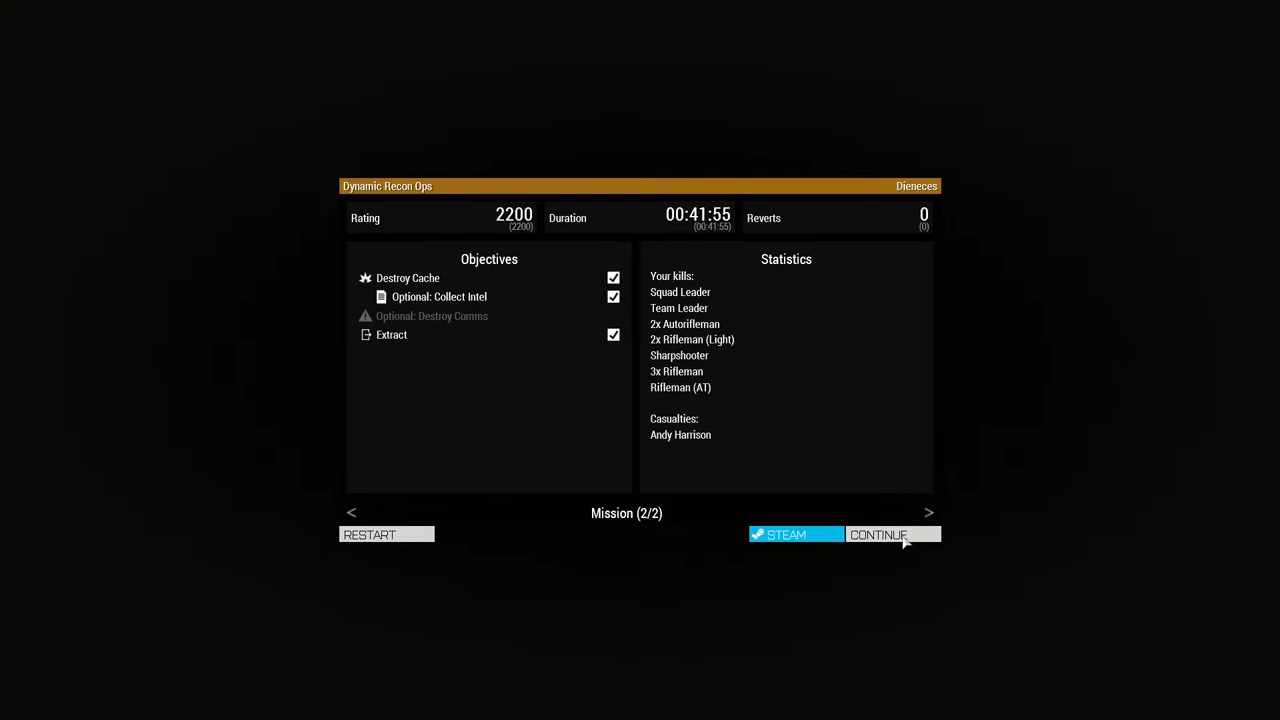 Dynamic Recon Ops Dieneces
Rating 2200 (2200) Duration 00:41:55 (00:41:55) Reverts 0 (0)
Objectives
Destroy Cache
Optional: Collect Intel
Optional: Destroy Comms
Extract
Statistics
Your kills:
Squad Leader
Team Leader
2x Autorifleman
2x Rifleman (Light)
Sharpshooter
3x Rifleman
Rifleman (AT)
Casualties:
Andy Harrison
< Mission (2/2) >
RESTART STEAM CONTINUE